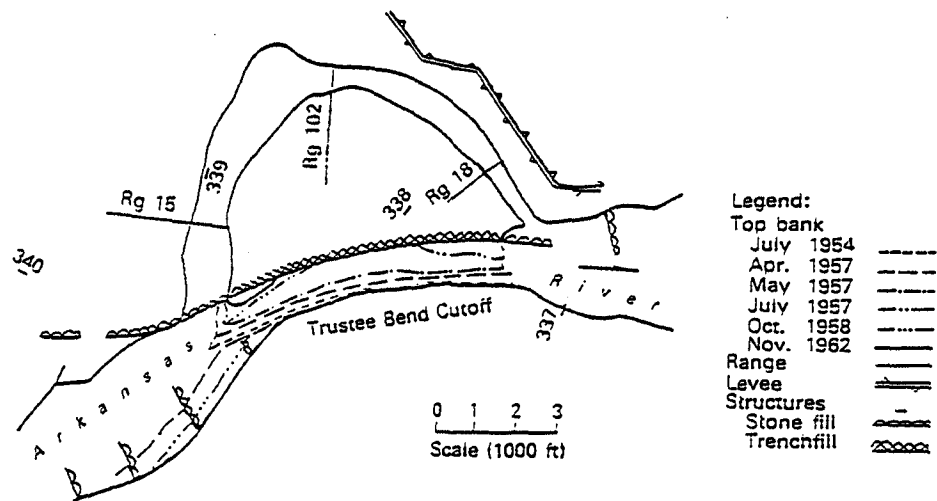 Rg 102
339
Rg 15
338
Rg 18
340
Arkansas
River
Trustee Bend Cutoff
337
0 1 2 3
Scale (1000 ft)
Legend:
Top bank
July 1954
Apr. 1957
May 1957
July 1957
Oct. 1958
Nov. 1962
Range
Levee
Structures
Stone fill
Trenchfill